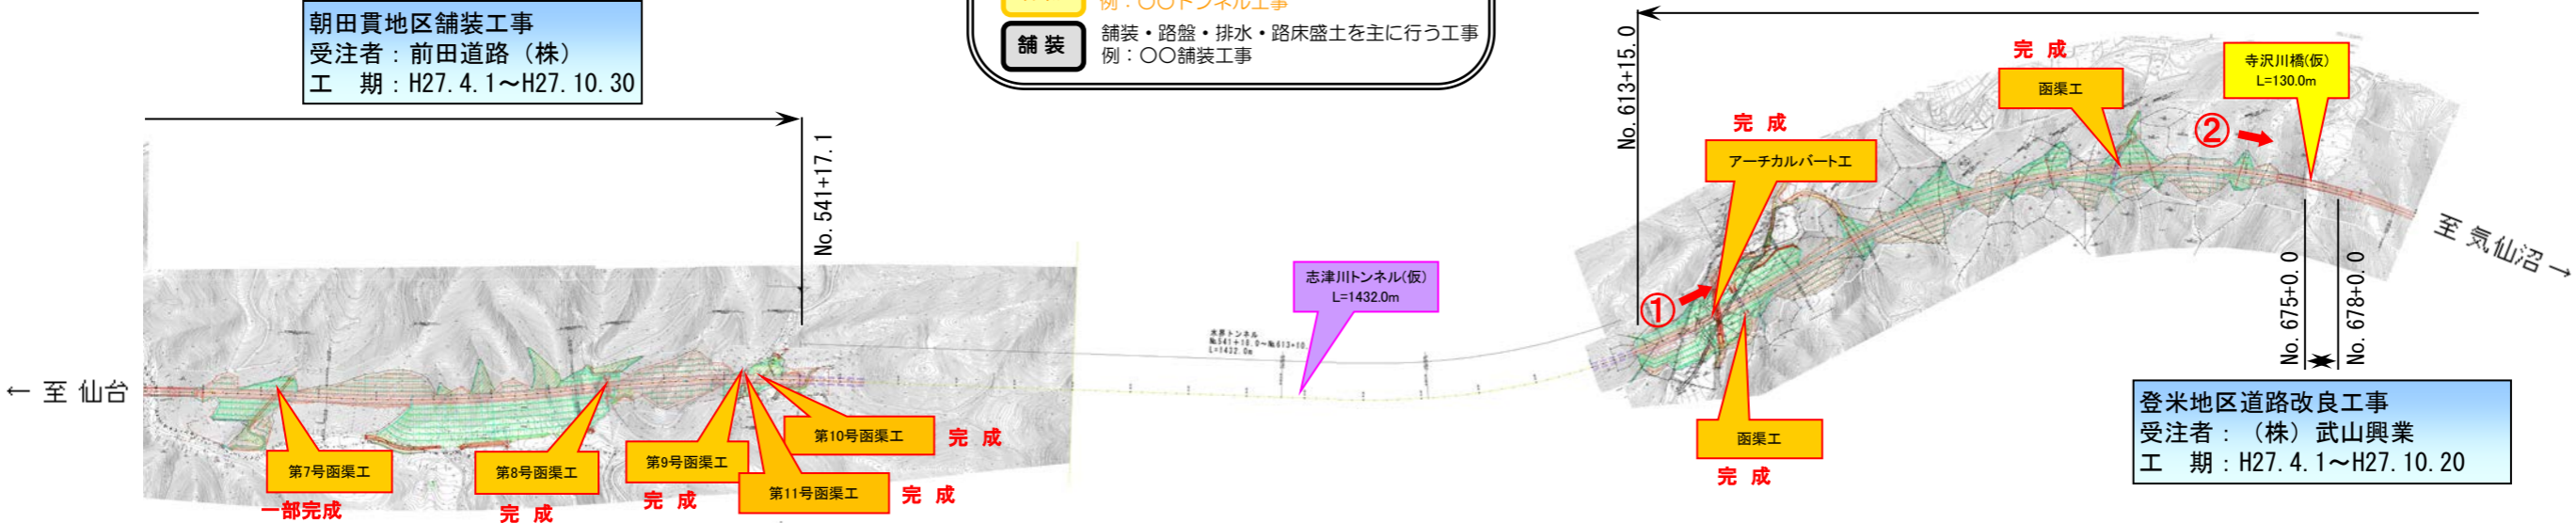 朝田貫地区舗装工事
受注者：前田道路（株）
工　期：H27.4.1～H27.10.30
例：〇〇トンネル工事
舗 装
舗装・路盤・排水・路床盛土を主に行う工事
例：〇〇舗装工事
No.541+17.1
No.613+15.0
完 成
函渠工
寺沢川橋(仮)
L=130.0m
②
完 成
アーチカルバート工
①
至 気仙沼→
志津川トンネル(仮)
L=1432.0m
L=1432.0m
←至 仙台
第7号函渠工
一部完成
第8号函渠工
完 成
第9号函渠工
完 成
第10号函渠工
完 成
第11号函渠工
完 成
函渠工
完 成
No.675+0.0
No.678+0.0
登米地区道路改良工事
受注者：（株）武山興業
工　期：H27.4.1～H27.10.20